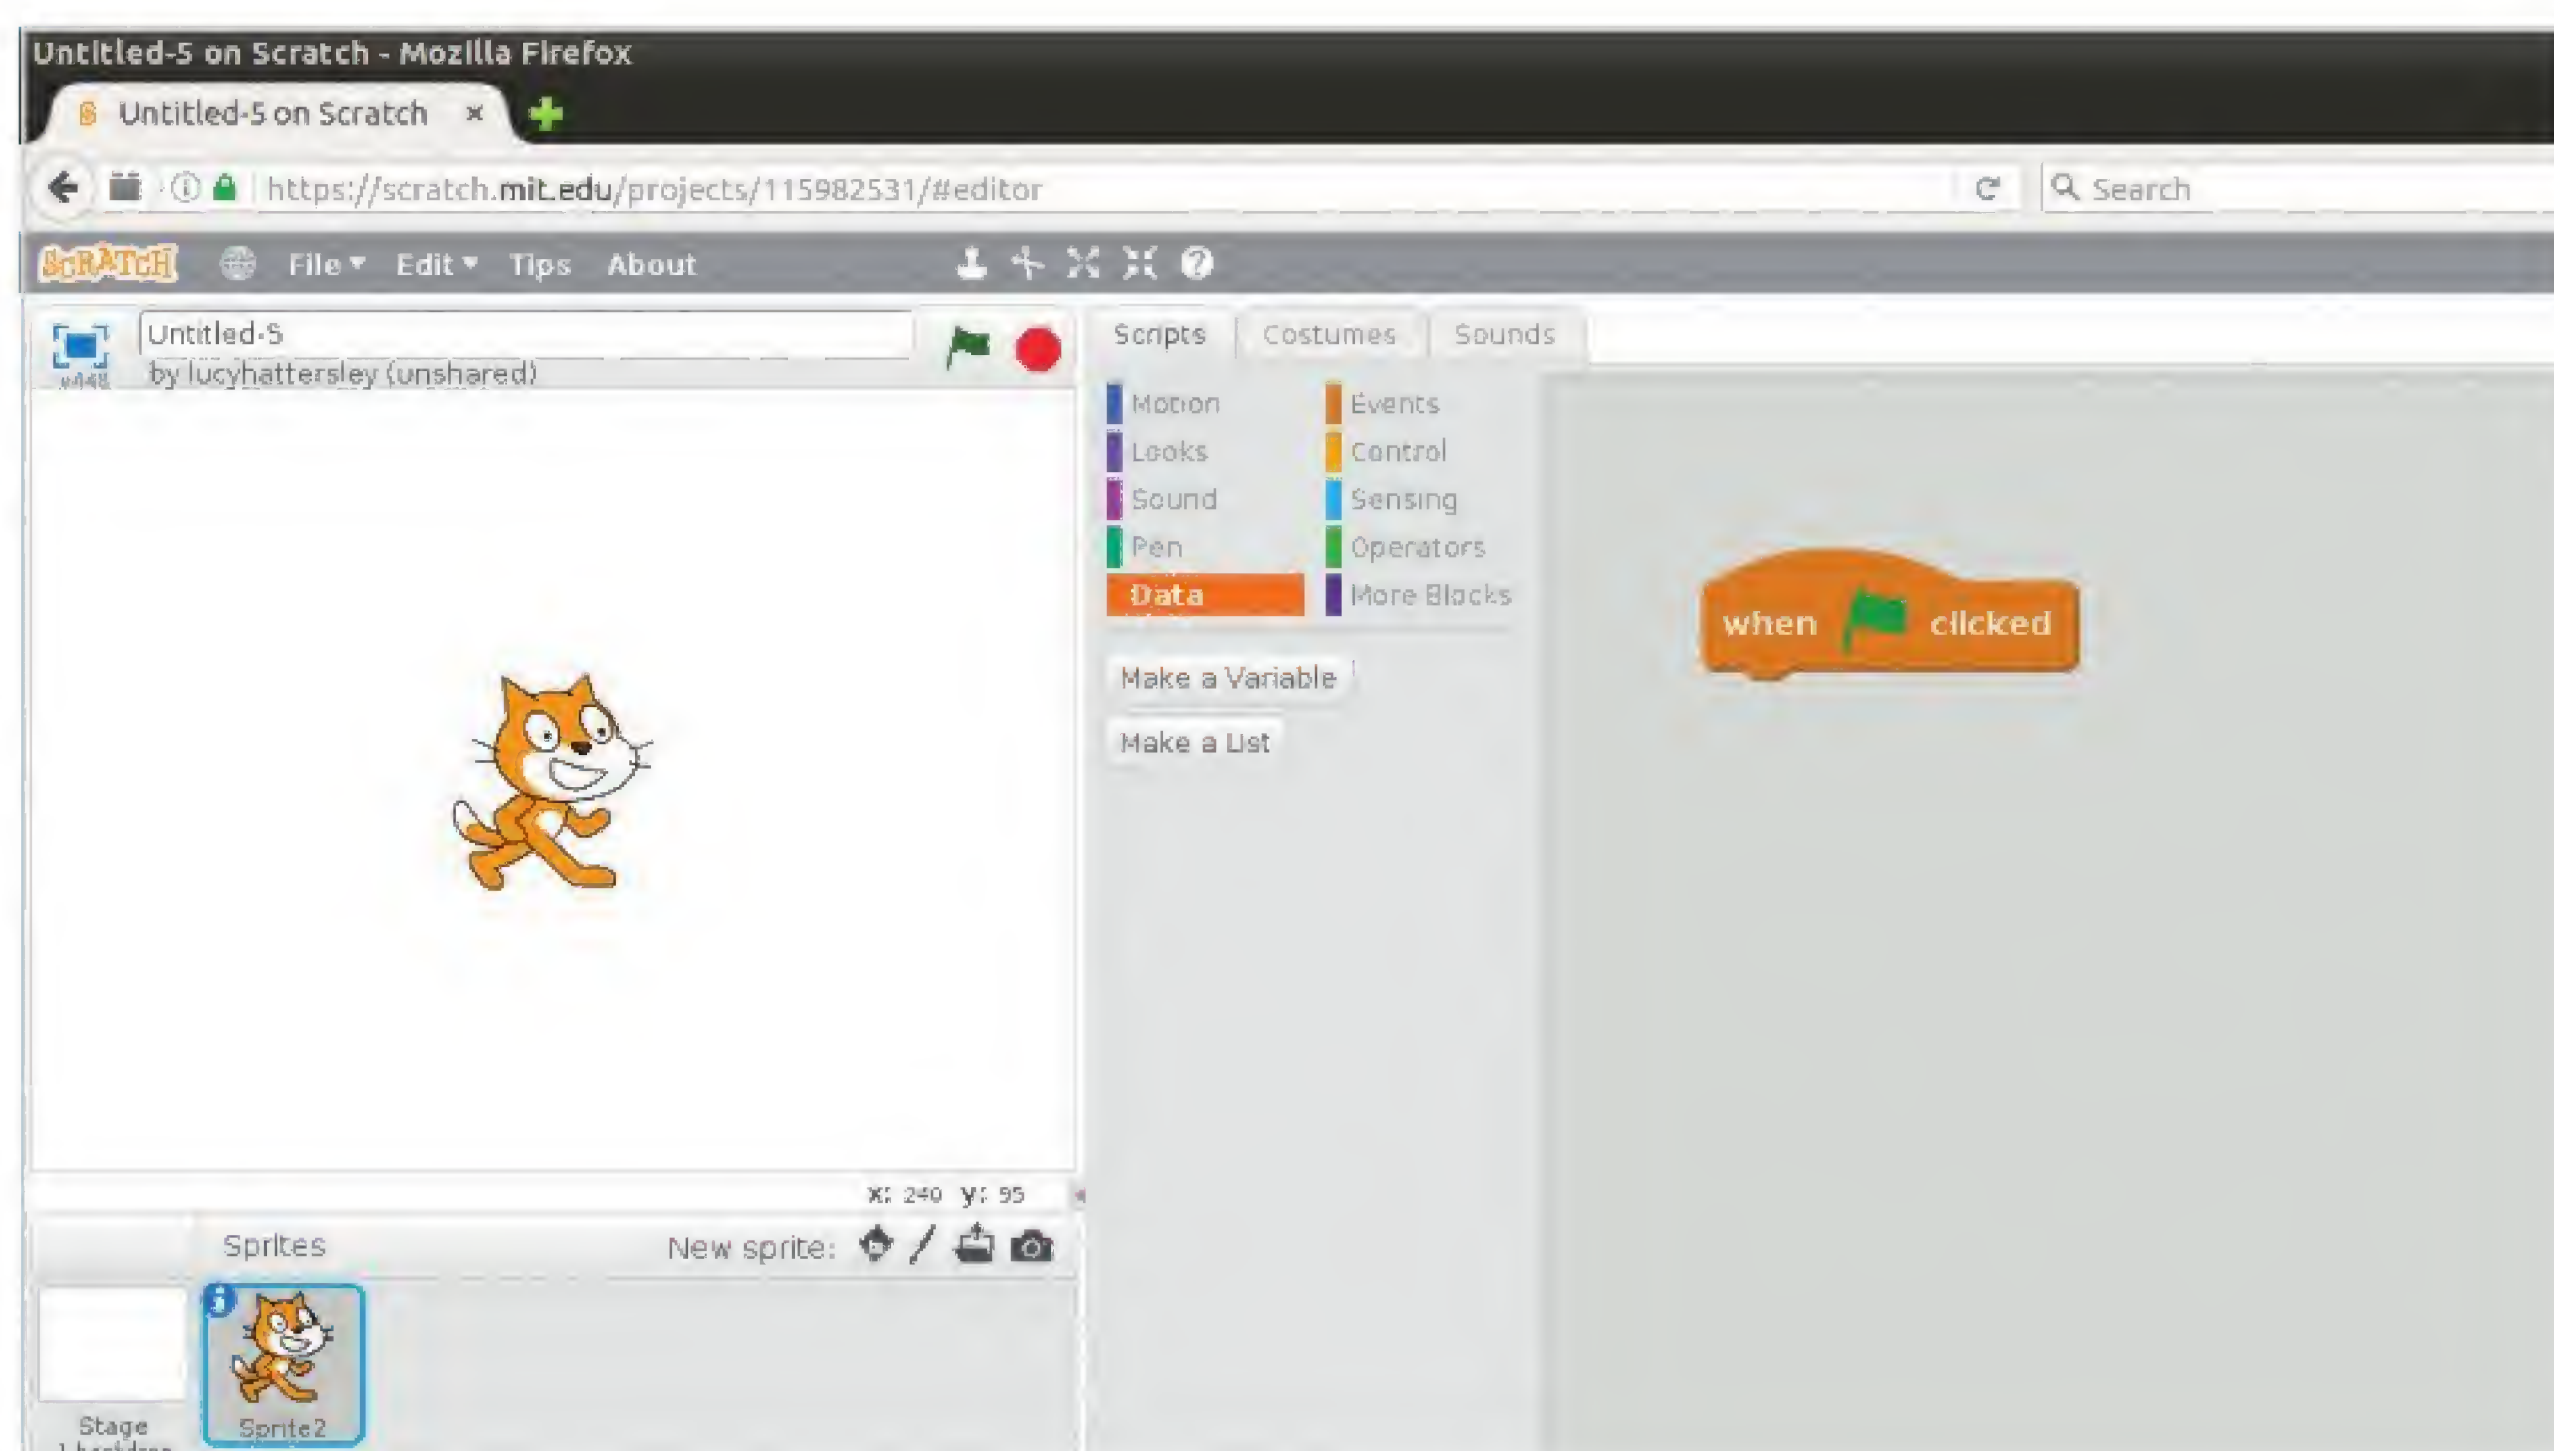 Untitled-5 on Scratch - Mozilla Firefox
Untitled-5 on Scratch
https://scratch.mit.edu/projects/115982531/#editor
Search
SCRATCH File Edit Tips About
Untitled-5
by lucyhattersley (unshared)
Scripts Costumes Sounds
Motion Events
Looks Control
Sound Sensing
Pen Operators
Data More Blocks
Make a Variable
Make a List
when clicked
x: 240 y: 95
Sprites New sprite:
Stage
Sprite2